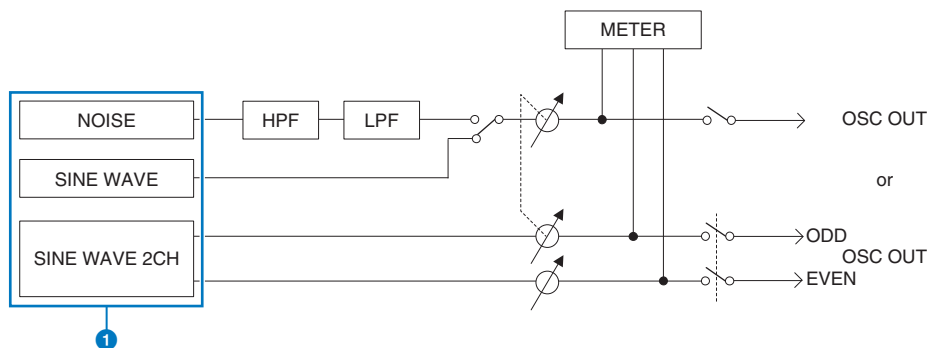 METER
NOISE
HPF
LPF
OSC OUT
SINE WAVE
or
SINE WAVE 2CH
ODD
OSC OUT
EVEN
1